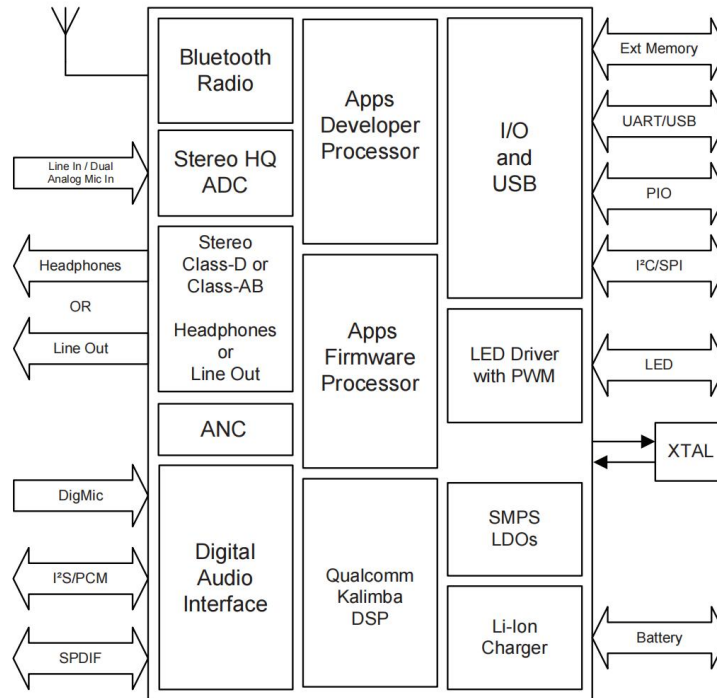 Bluetooth
Radio
Line In / Dual
Analog Mic In
Stereo HQ
ADC
Headphones
OR
Line Out
Stereo
Class-D or
Class-AB
Headphones
or
Line Out
ANC
DigMic
I²S/PCM
SPDIF
Digital
Audio
Interface
Apps
Developer
Processor
Apps
Firmware
Processor
Qualcomm
Kalimba
DSP
I/O
and
USB
LED Driver
with PWM
SMPS
LDOs
Li-Ion
Charger
Ext Memory
UART/USB
PIO
I²C/SPI
LED
XTAL
Battery